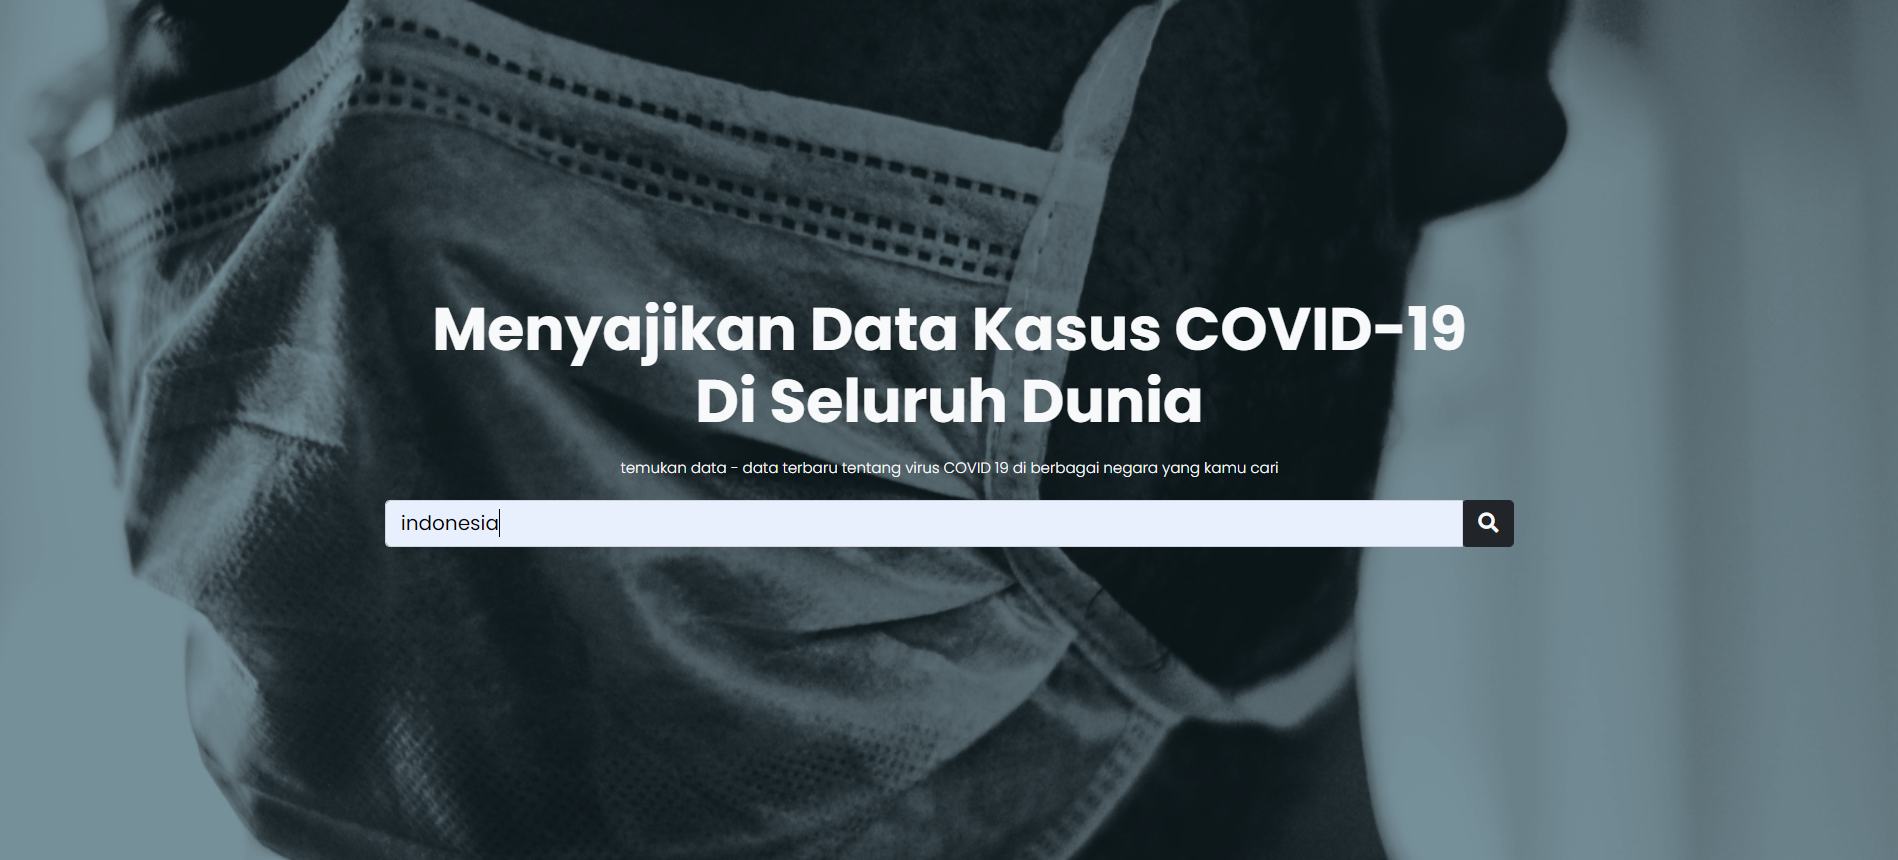 Menyajikan Data Kasus COVID-19
Di Seluruh Dunia
temukan data - data terbaru tentang virus COVID 19 di berbagai negara yang kamu cari
indonesia